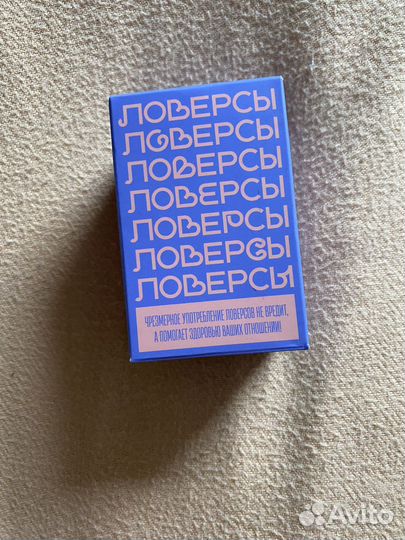 ЛОВЕРСЫ
ЛОВЕРСЫ
ЛОВЕРСЫ
ЛОВЕРСЫ
ЛОВЕРСЫ
ЛОВЕРСЫ
ЛОВЕРСЫ
ЧРЕЗМЕРНОЕ УПОТРЕБЛЕНИЕ ЛОВЕРСОВ НЕ ВРЕДИТ,
А ПОМОГАЕТ ЗДОРОВЬЮ ВАШИХ ОТНОШЕНИЙ!
Avito